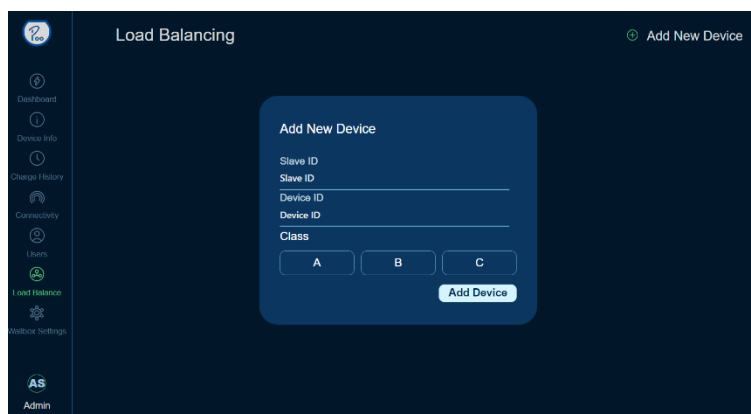 Poo
Load Balancing
Add New Device
Dashboard
Device Info
Charge History
Connectivity
Users
Load Balance
Wallbox Settings
AS
Admin
Add New Device
Slave ID
Slave ID
Device ID
Device ID
Class
A B C
Add Device